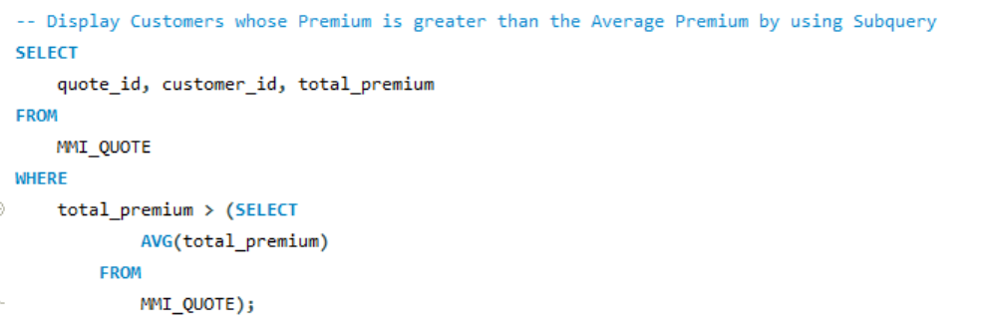 -- Display Customers whose Premium is greater than the Average Premium by using Subquery
SELECT
quote_id, customer_id, total_premium
FROM
MMI_QUOTE
WHERE
total_premium > (SELECT
AVG(total_premium)
FROM
MMI_QUOTE);